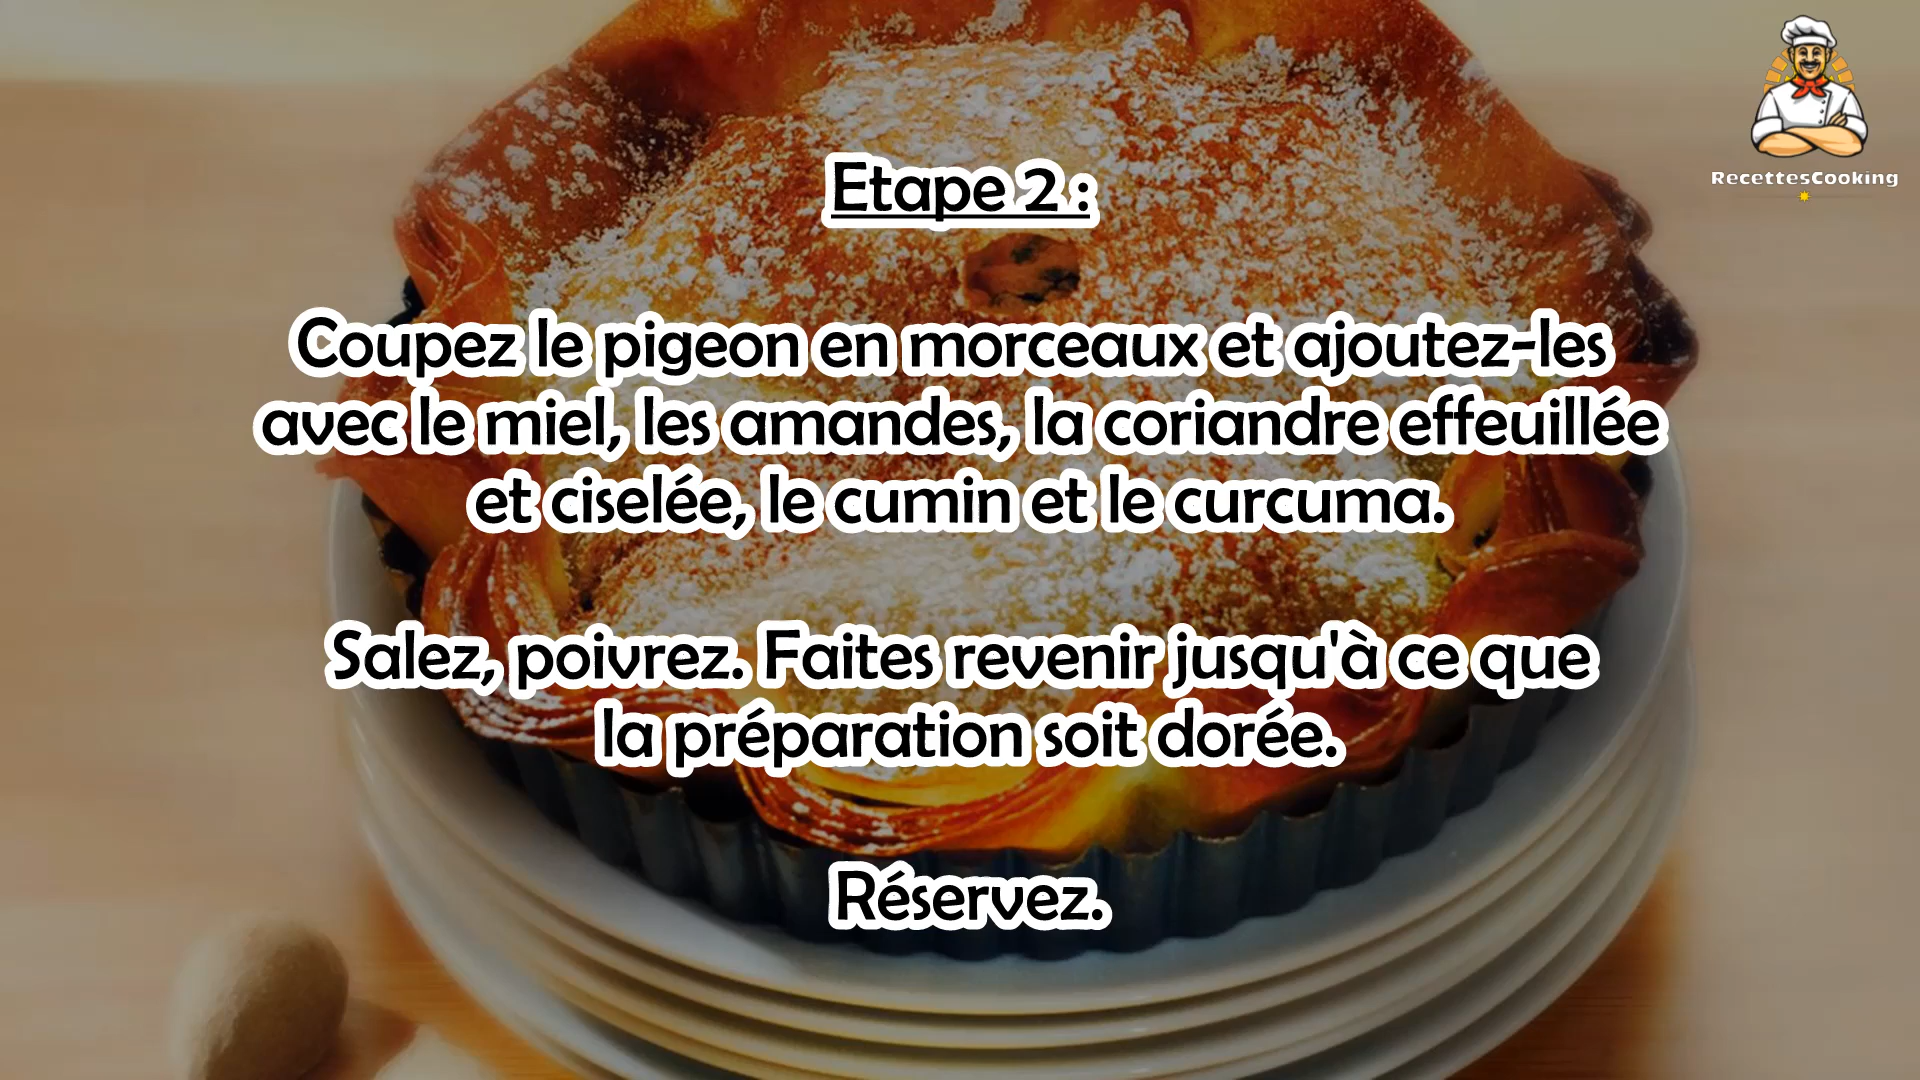 RecettesCooking
Etape 2 :
Coupez le pigeon en morceaux et ajoutez-les
avec le miel, les amandes, la coriandre effeuillée
et ciselée, le cumin et le curcuma.
Salez, poivrez. Faites revenir jusqu'à ce que
la préparation soit dorée.
Réservez.